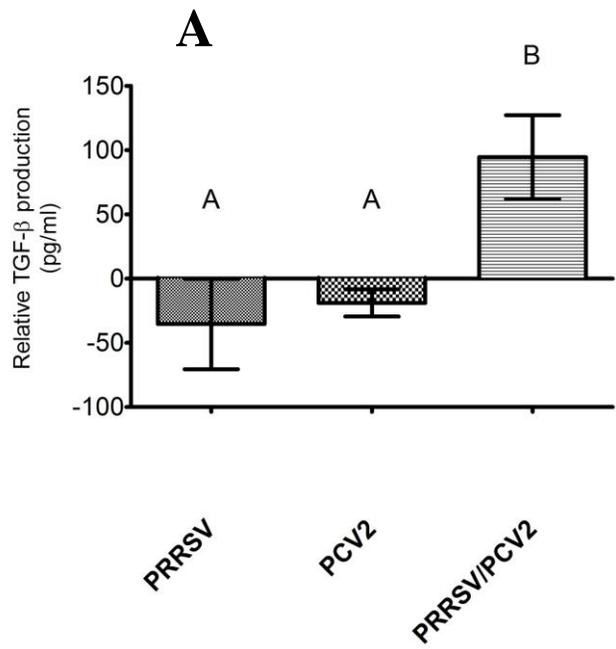 A
B
150
100
50
0
-50
-100
Relative TGF-β production
(pg/ml)
A
A
PRRSV
PCV2
PRRSV/PCV2